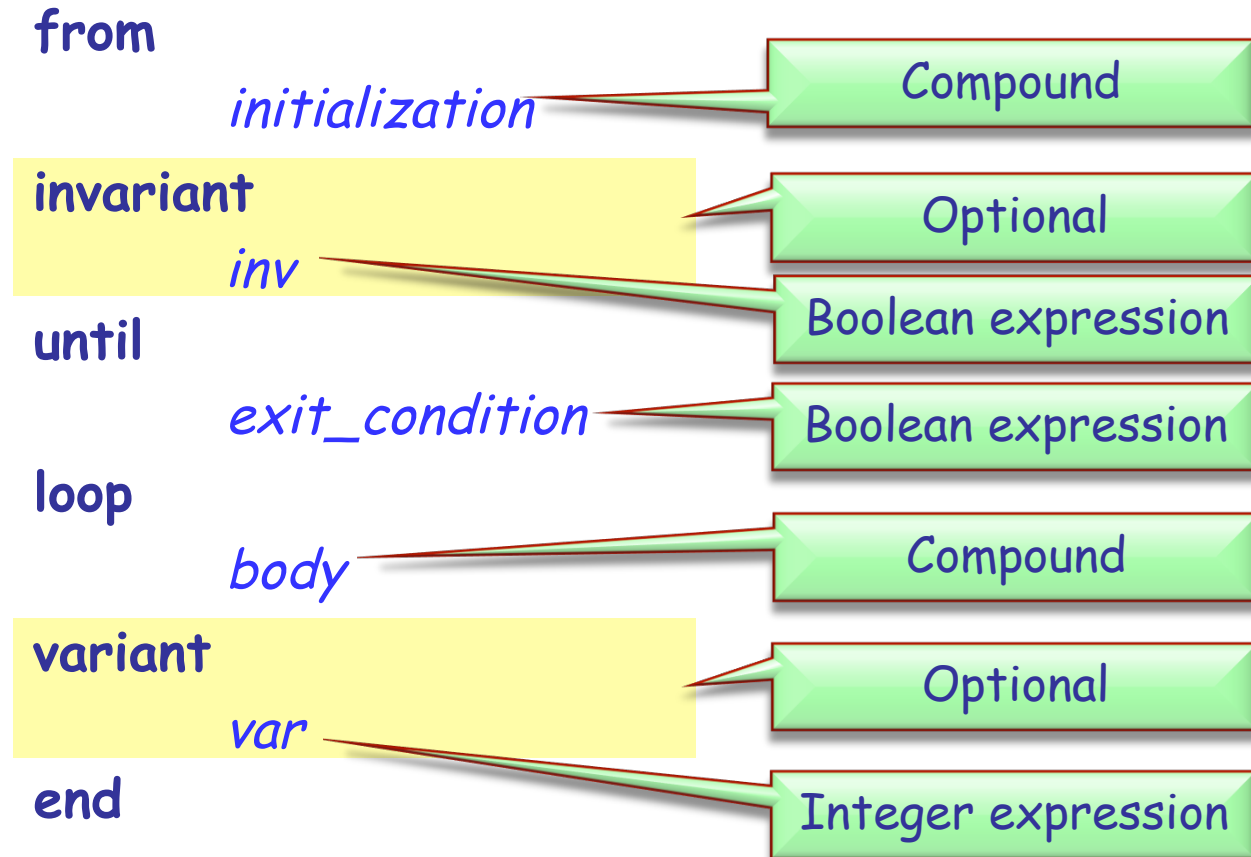 from
Compound
initialization
invariant
Optional
inv
Boolean expression
until
exit_condition
Boolean expression
loop
body
Compound
variant
Optional
var
end
Integer expression